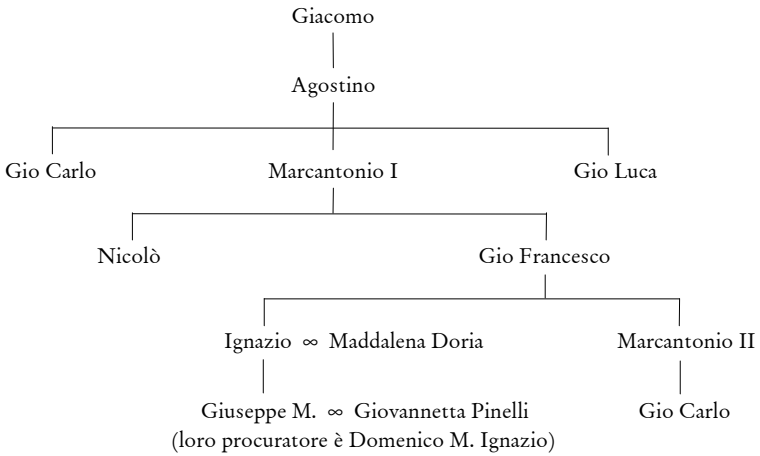 Giacomo
Agostino
Gio Carlo Marcantonio I Gio Luca
Nicolò Gio Francesco
Ignazio ∞ Maddalena Doria Marcantonio II
Giuseppe M. ∞ Giovannetta Pinelli Gio Carlo
(loro procuratore è Domenico M. Ignazio)